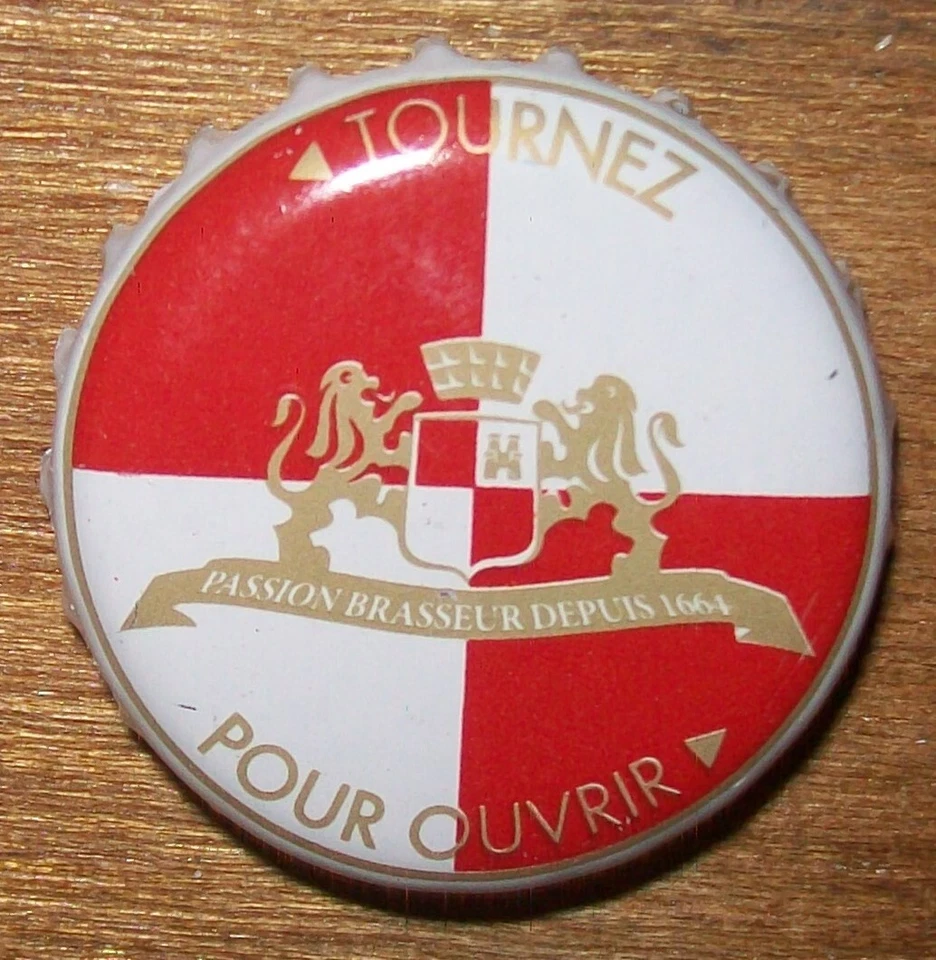 TOURNEZ
PASSION BRASSEUR DEPUIS 1664
POUR OUVRIR